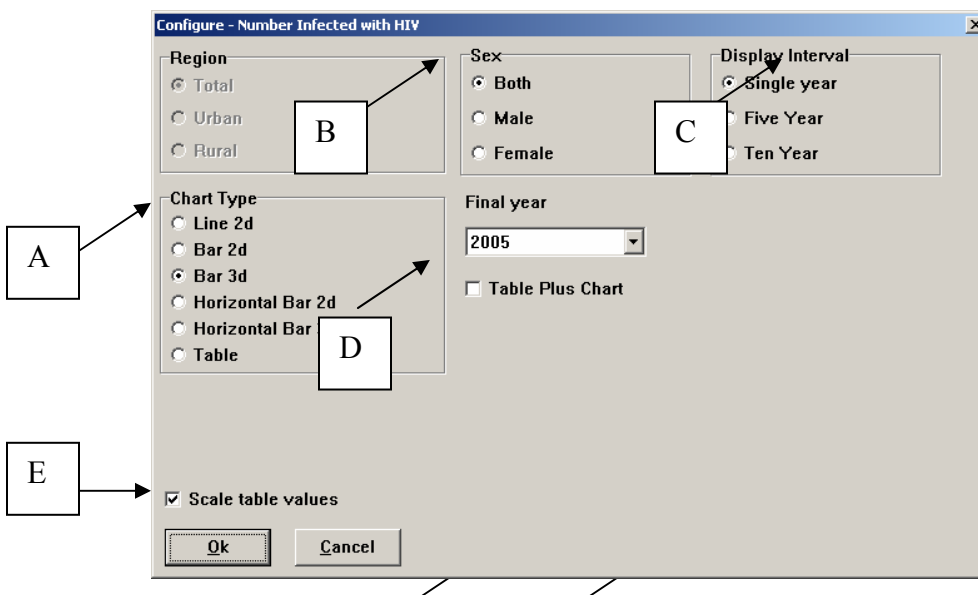 Configure - Number Infected with HIV
Region
Total
Urban
Rural
B
Sex
Both
Male
Female
Display Interval
Single year
Five Year
Ten Year
C
A
Chart Type
Line 2d
Bar 2d
Bar 3d
Horizontal Bar 2d
Horizontal Bar
Table
D
Final year
2005
Table Plus Chart
E
Scale table values
Ok
Cancel